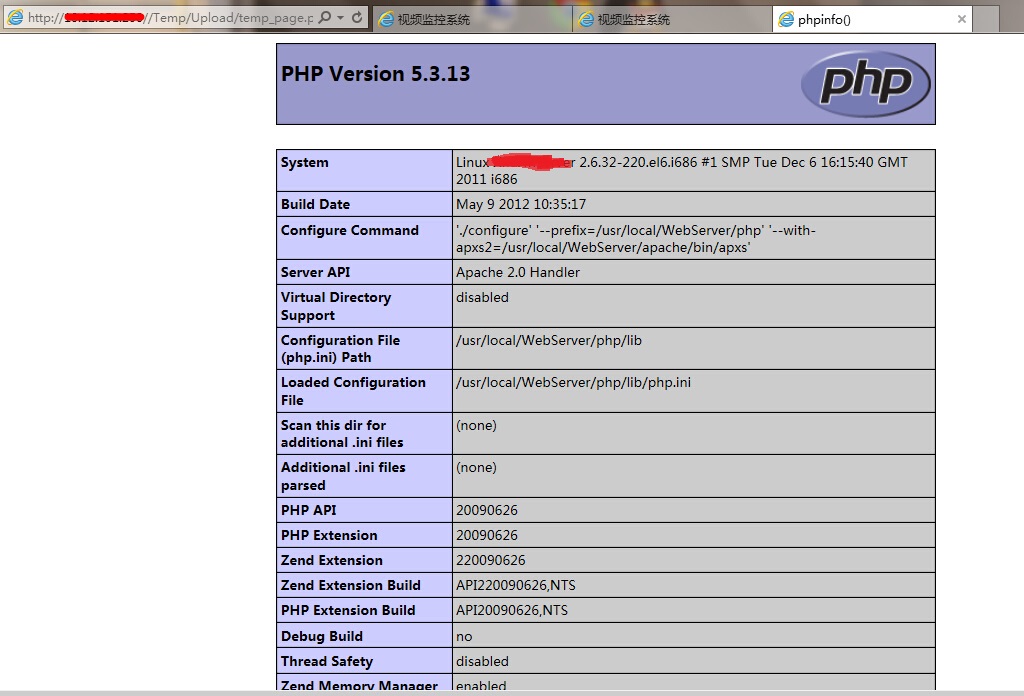 http://
//Temp/Upload/temp_page.p
视频监控系统
视频监控系统
phpinfo()
PHP Version 5.3.13
php
System
Linux 2.6.32-220.el6.i686 #1 SMP Tue Dec 6 16:15:40 GMT
2011 i686
Build Date
May 9 2012 10:35:17
Configure Command
'./configure' '--prefix=/usr/local/WebServer/php' '--with-
apxs2=/usr/local/WebServer/apache/bin/apxs'
Server API
Apache 2.0 Handler
Virtual Directory
Support
disabled
Configuration File
(php.ini) Path
/usr/local/WebServer/php/lib
Loaded Configuration
File
/usr/local/WebServer/php/lib/php.ini
Scan this dir for
additional .ini files
(none)
Additional .ini files
parsed
(none)
PHP API
20090626
PHP Extension
20090626
Zend Extension
220090626
Zend Extension Build
API220090626,NTS
PHP Extension Build
API20090626,NTS
Debug Build
no
Thread Safety
disabled
Zend Memory Manager
enabled